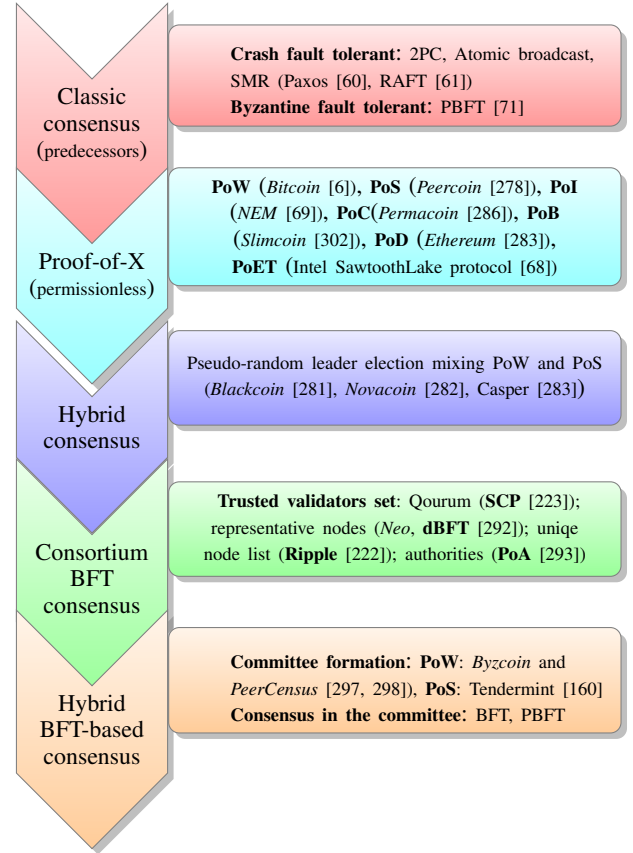 Classic
consensus
(predecessors)
Crash fault tolerant: 2PC, Atomic broadcast,
SMR (Paxos [60], RAFT [61])
Byzantine fault tolerant: PBFT [71]
Proof-of-X
(permissionless)
PoW (Bitcoin [6]), PoS (Peercoin [278]), PoI
(NEM [69]), PoC(Permacoin [286]), PoB
(Slimcoin [302]), PoD (Ethereum [283]),
PoET (Intel SawtoothLake protocol [68])
Hybrid
consensus
Pseudo-random leader election mixing PoW and PoS
(Blackcoin [281], Novacoin [282], Casper [283])
Consortium
BFT
consensus
Trusted validators set: Qourum (SCP [223]);
representative nodes (Neo, dBFT [292]); uniqe
node list (Ripple [222]); authorities (PoA [293])
Hybrid
BFT-based
consensus
Committee formation: PoW: Byzcoin and
PeerCensus [297, 298]), PoS: Tendermint [160]
Consensus in the committee: BFT, PBFT